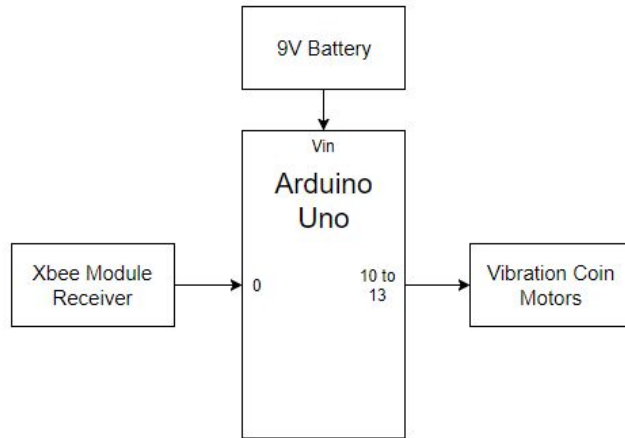 9V Battery
Vin
Arduino
Uno
Xbee Module
Receiver
0
10 to
13
Vibration Coin
Motors